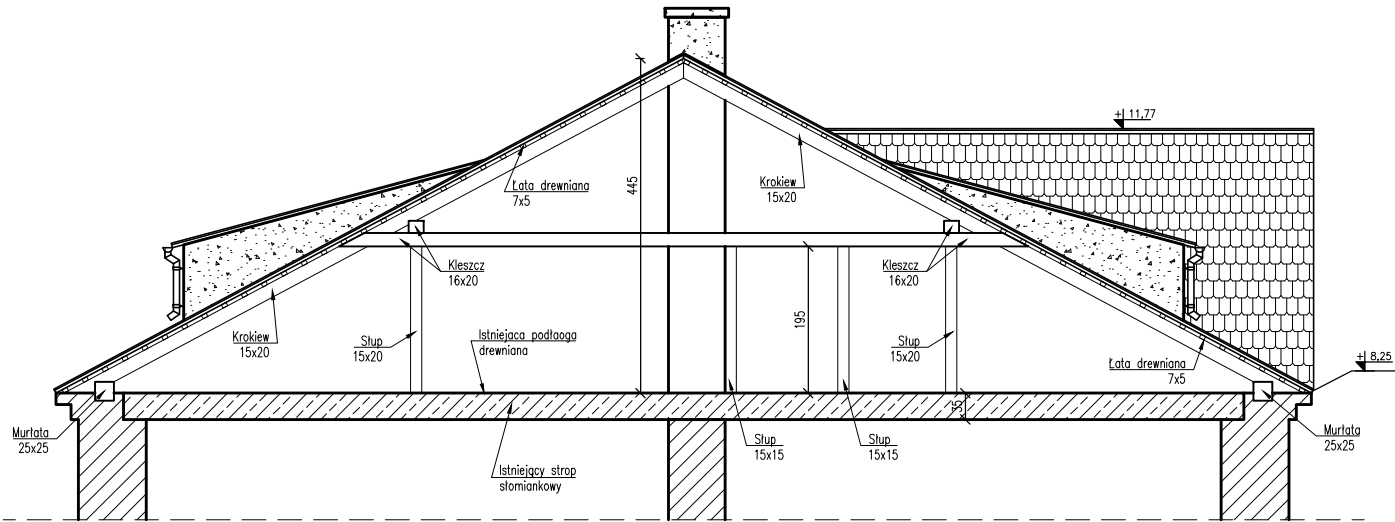 +11,77
Łata drewniana
7x5
445
Krokiew
15x20
Kleszcz
16x20
Kleszcz
16x20
195
Krokiew
15x20
Słup
15x20
Istniejaca podłaoga
drewniana
Słup
15x20
Łata drewniana
7x5
+8,25
35
Murłata
25x25
Słup
15x15
Słup
15x15
Murłata
25x25
Istniejący strop
słomiankowy